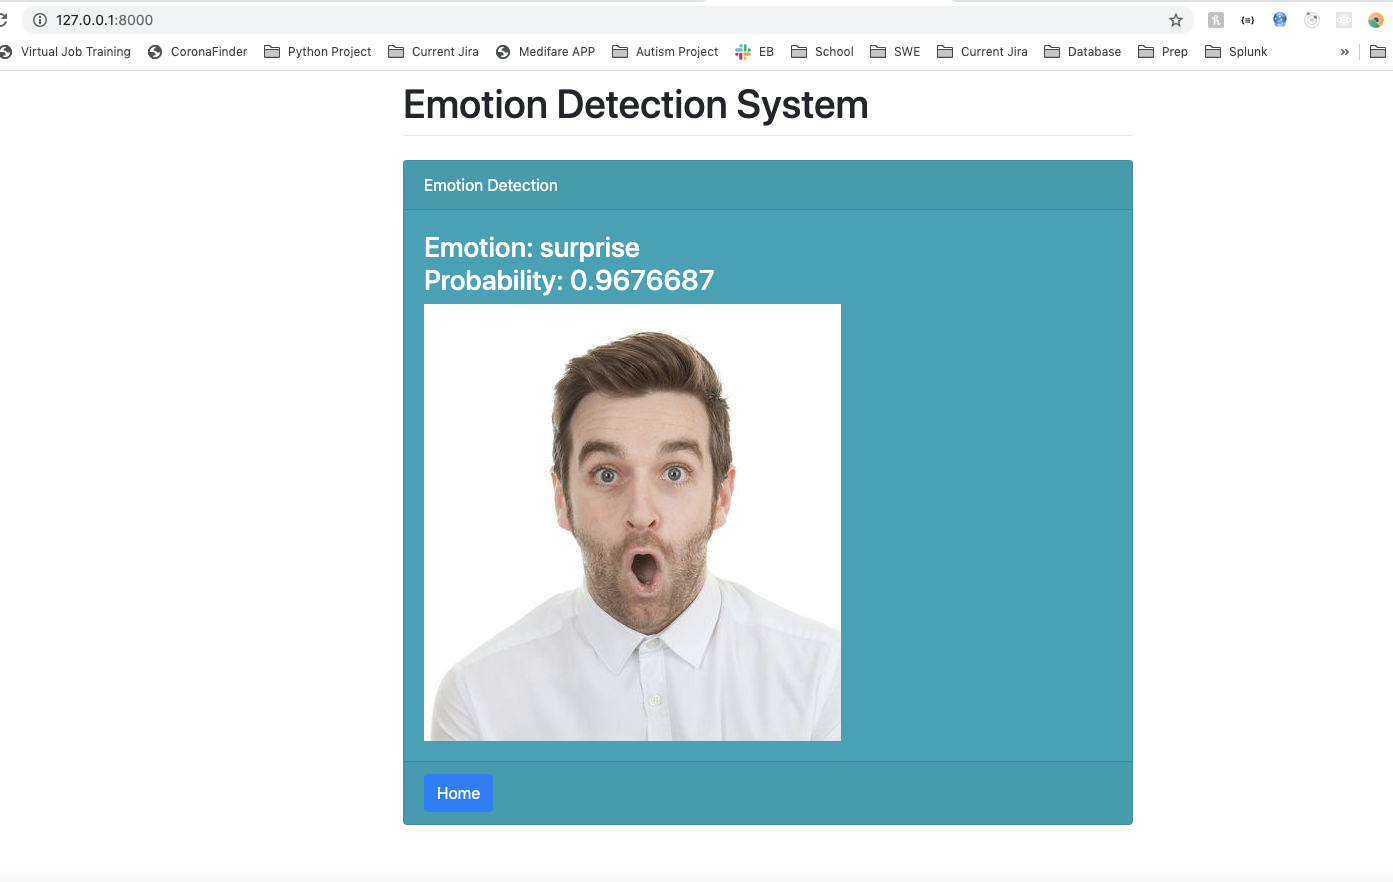 127.0.0.1:8000
Virtual Job Training CoronaFinder Python Project Current Jira Medifare APP Autism Project EB School SWE Current Jira Database Prep Splunk »
Emotion Detection System
Emotion Detection
Emotion: surprise
Probability: 0.9676687
Home